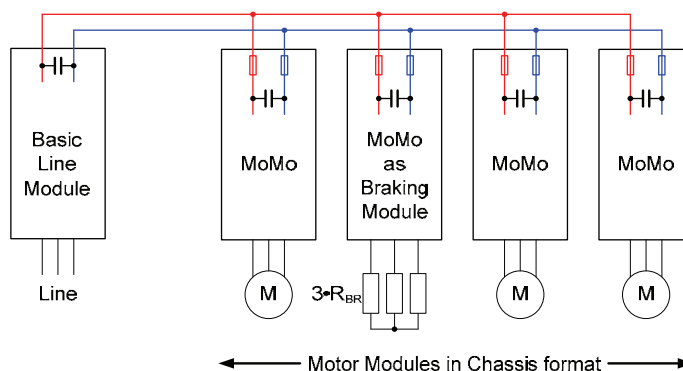 Basic
Line
Module
MoMo
MoMo
as
Braking
Module
MoMo
MoMo
Line
M
3•RBR
M
M
Motor Modules in Chassis format